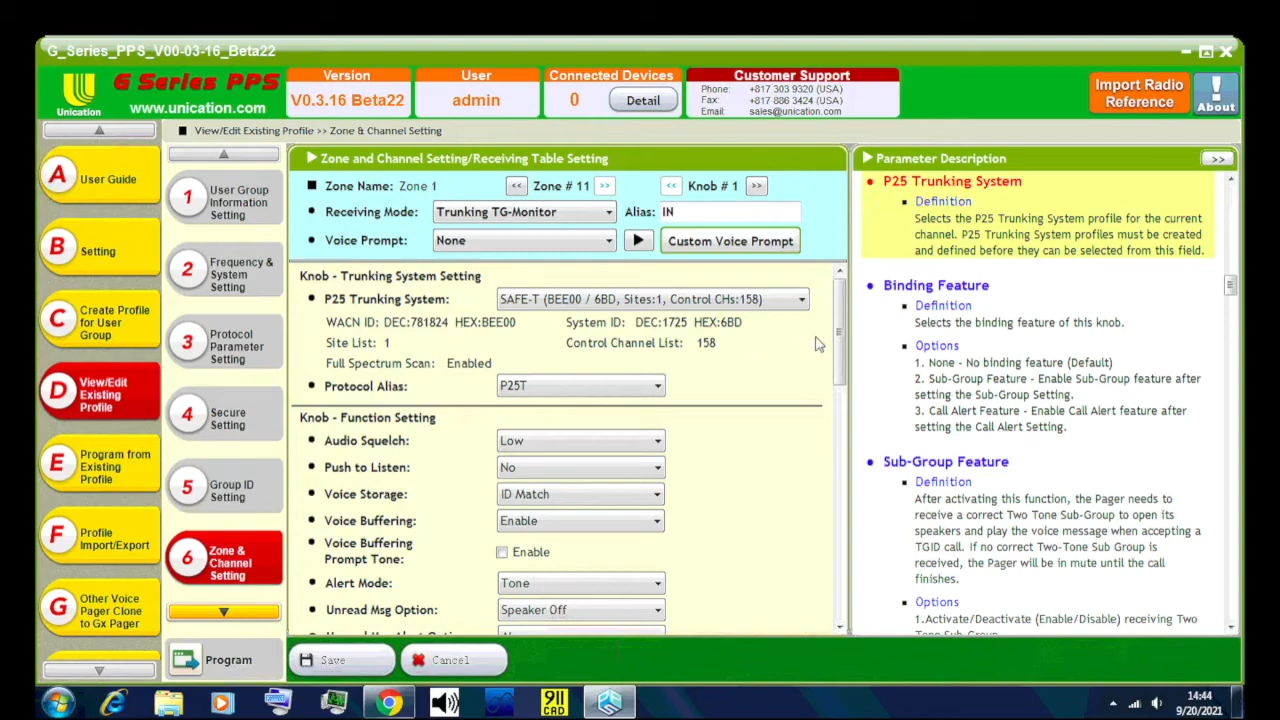 G_Series_PPS_V00-03-16_Beta22
Unication
G Series PPS
www.unication.com
Version
V0.3.16 Beta22
User
admin
Connected Devices
0
Detail
Customer Support
Phone: +817 303 9320 (USA)
Fax: +817 886 3424 (USA)
Email: sales@unication.com
Import Radio
Reference
!
About
View/Edit Existing Profile >> Zone & Channel Setting
A
User Guide
B
Setting
C
Create Profile
for User
Group
D
View/Edit
Existing
Profile
E
Program from
Existing
Profile
F
Profile
Import/Export
G
Other Voice
Pager Clone
to Gx Pager
1
User Group
Information
Setting
2
Frequency &
System
Setting
3
Protocol
Parameter
Setting
4
Secure
Setting
5
Group ID
Setting
6
Zone &
Channel
Setting
Program
Zone and Channel Setting/Receiving Table Setting
Zone Name: Zone 1
<< Zone # 11 >>
<< Knob # 1 >>
Receiving Mode: Trunking TG-Monitor
Alias: IN
Voice Prompt: None
Custom Voice Prompt
Knob - Trunking System Setting
P25 Trunking System: SAFE-T (BEE00 / 6BD, Sites:1, Control CHs:158)
WACN ID: DEC:781824 HEX:BEE00 System ID: DEC:1725 HEX:6BD
Site List: 1 Control Channel List: 158
Full Spectrum Scan: Enabled
Protocol Alias: P25T
Knob - Function Setting
Audio Squelch: Low
Push to Listen: No
Voice Storage: ID Match
Voice Buffering: Enable
Voice Buffering
Prompt Tone: Enable
Alert Mode: Tone
Unread Msg Option: Speaker Off
Save
Cancel
Parameter Description
>>
P25 Trunking System
Definition
Selects the P25 Trunking System profile for the current
channel. P25 Trunking System profiles must be created
and defined before they can be selected from this field.
Binding Feature
Definition
Selects the binding feature of this knob.
Options
1. None - No binding feature (Default)
2. Sub-Group Feature - Enable Sub-Group feature after
setting the Sub-Group Setting.
3. Call Alert Feature - Enable Call Alert feature after
setting the Call Alert Setting.
Sub-Group Feature
Definition
After activating this function, the Pager needs to
receive a correct Two Tone Sub-Group to open its
speakers and play the voice message when accepting a
TGID call. If no correct Two-Tone Sub Group is
received, the Pager will be in mute until the call
finishes.
Options
1.Activate/Deactivate (Enable/Disable) receiving Two
Tone Sub-Group
911
CAD
14:44
9/20/2021